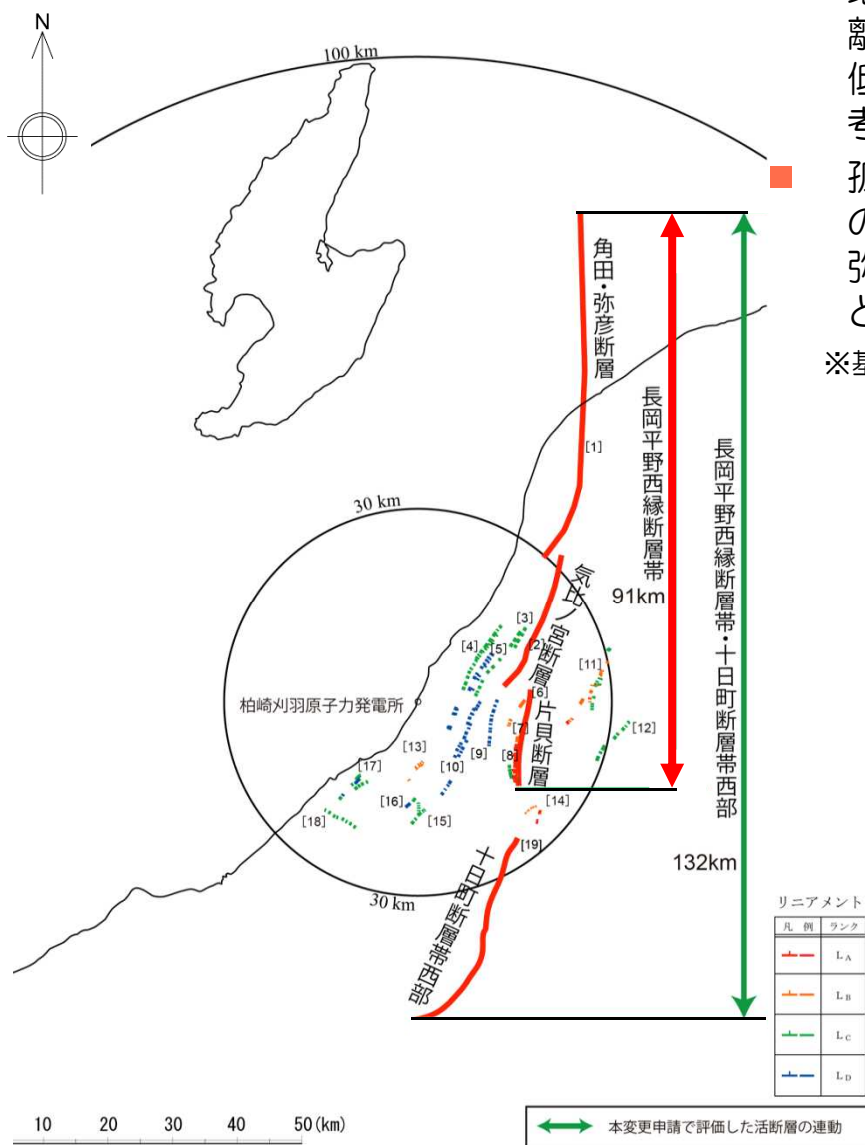 N
100 km
離
低
考
■
の
弥
と
※基
角田・弥彦断層
[1]
長岡平野西縁断層帯
91km
長岡平野西縁断層帯・十日町断層帯西部
132km
30 km
気比ノ宮断層
[2]
[3]
[4]
[5]
[6]
片貝断層
[7]
[8]
[9]
[10]
[11]
[12]
[13]
[14]
[15]
[16]
[17]
[18]
[19]
柏崎刈羽原子力発電所
30 km
十日町断層帯西部
リニアメント
凡 例 ランク
LA
LB
LC
LD
10 20 30 40 50(km)
本変更申請で評価した活断層の連動